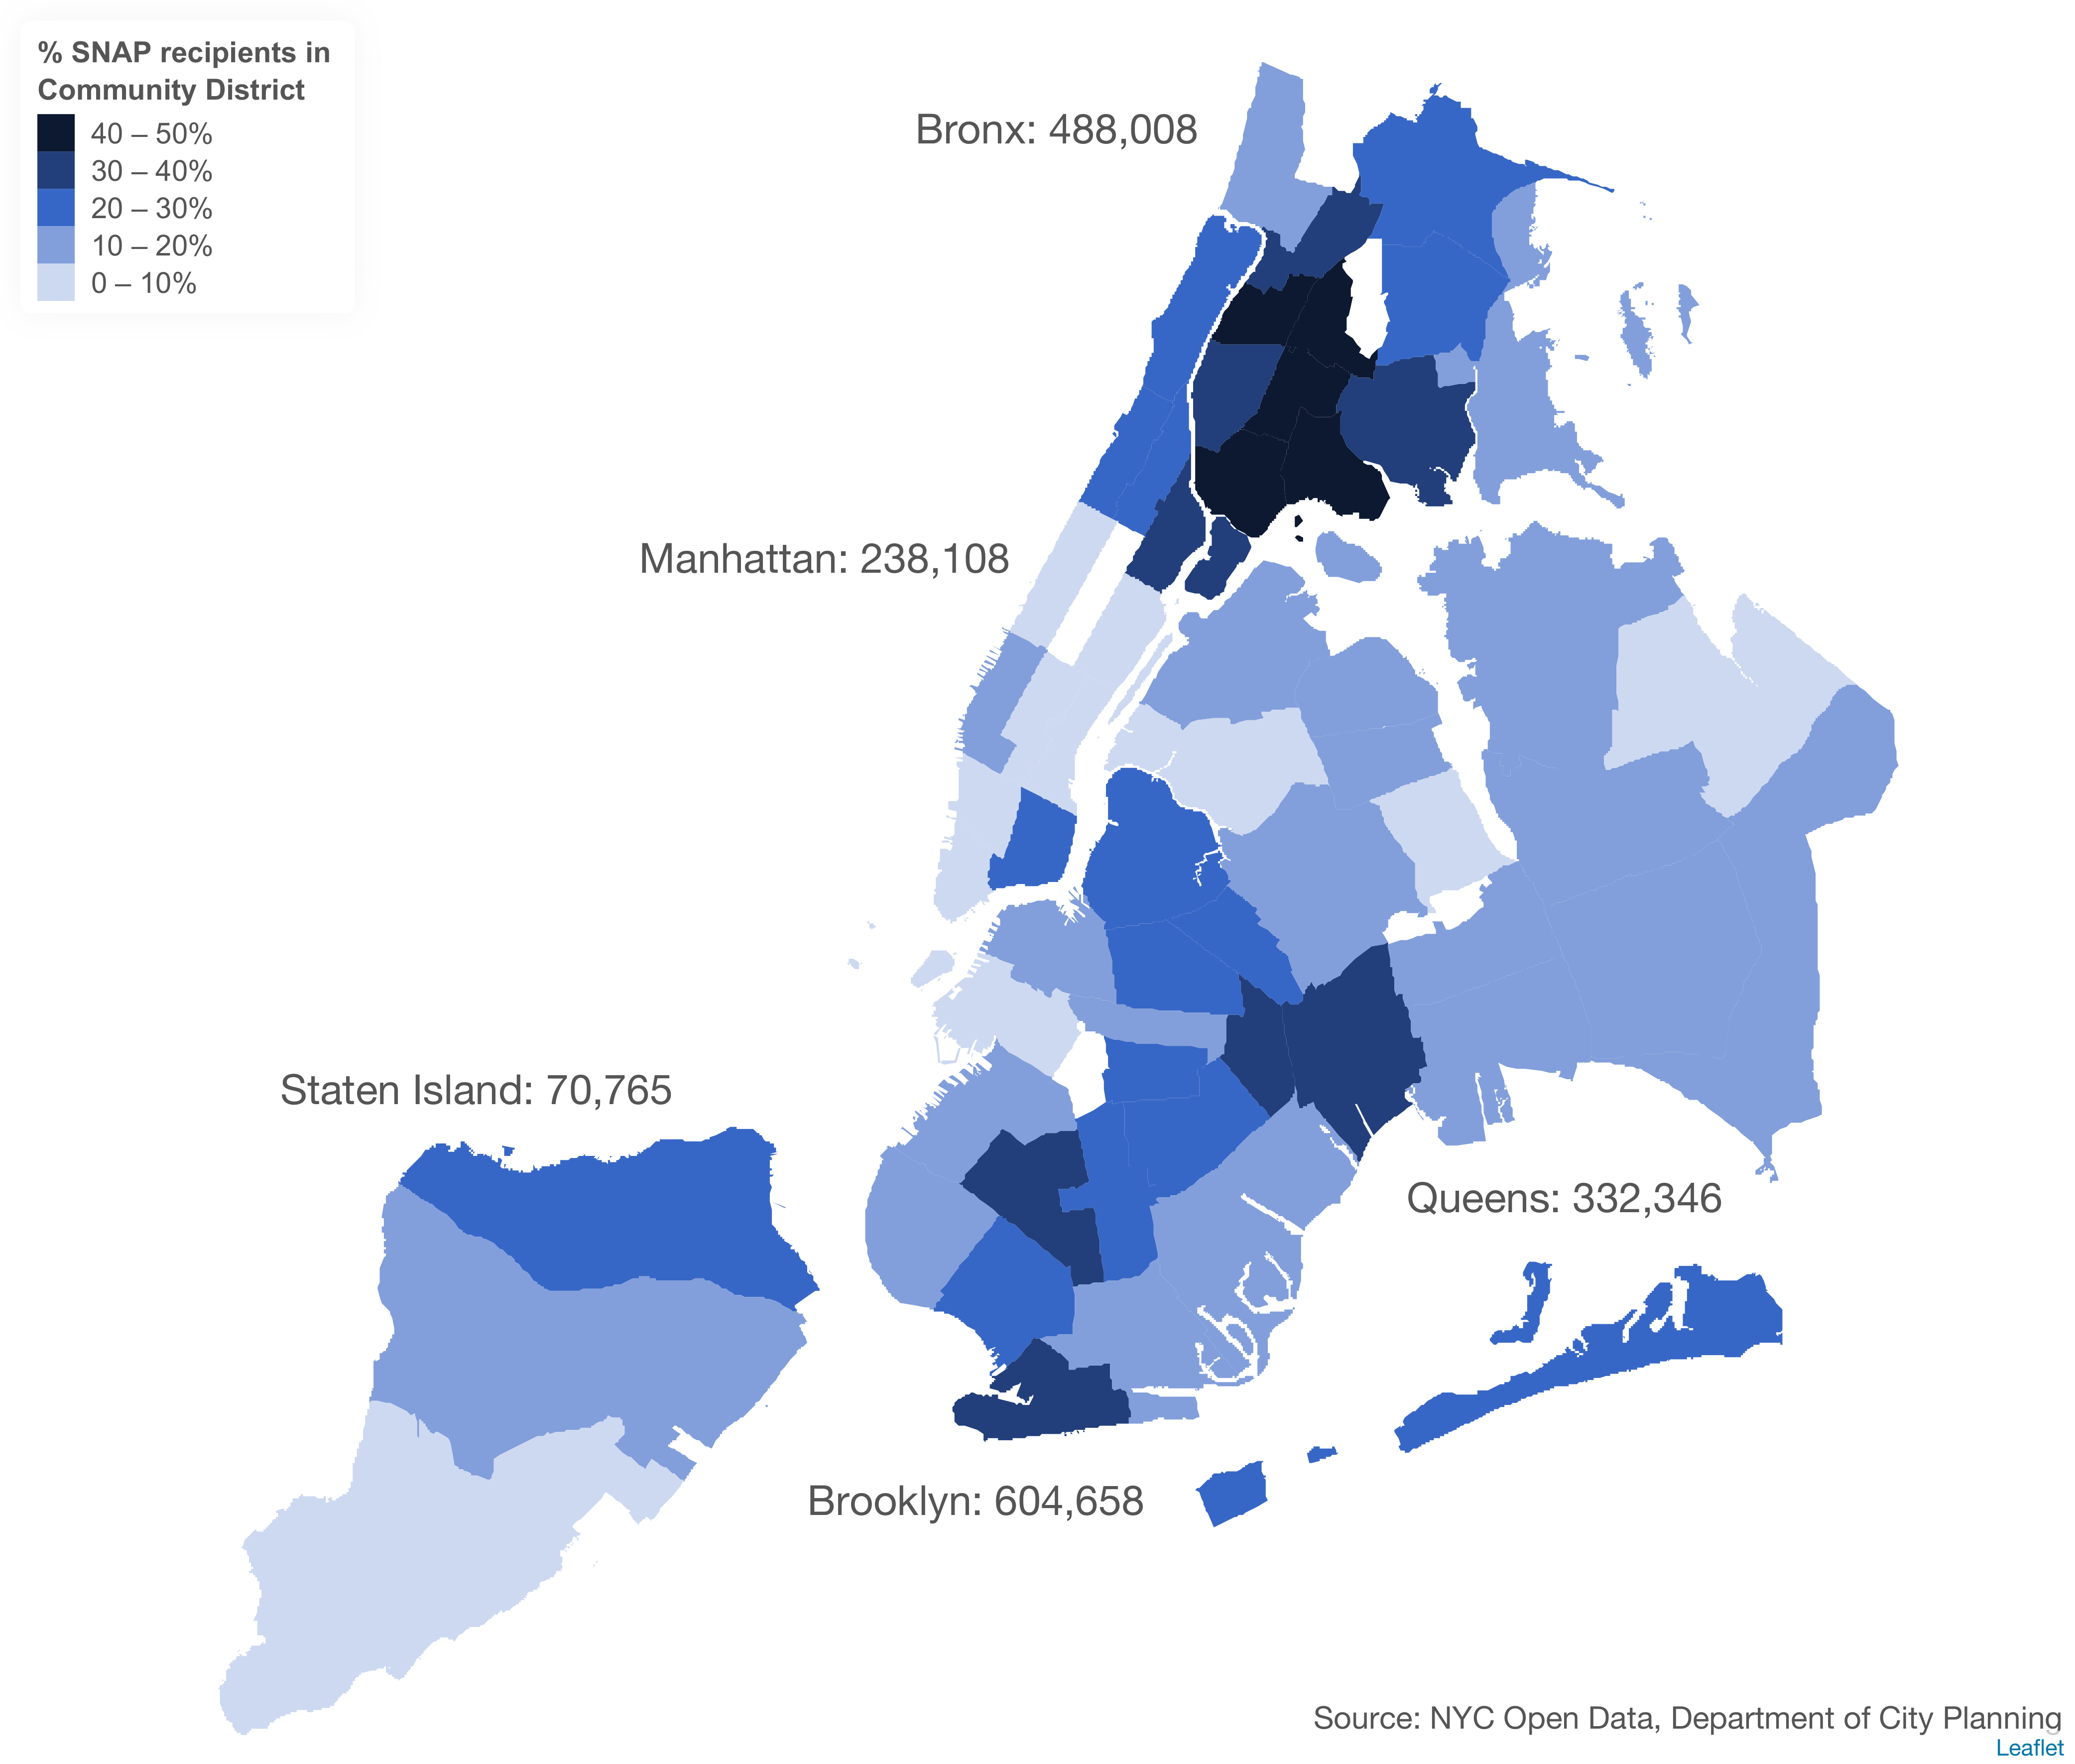 % SNAP recipients in
Community District
40 – 50%
30 – 40%
20 – 30%
10 – 20%
0 – 10%
Bronx: 488,008
Manhattan: 238,108
Staten Island: 70,765
Queens: 332,346
Brooklyn: 604,658
Source: NYC Open Data, Department of City Planning
Leaflet